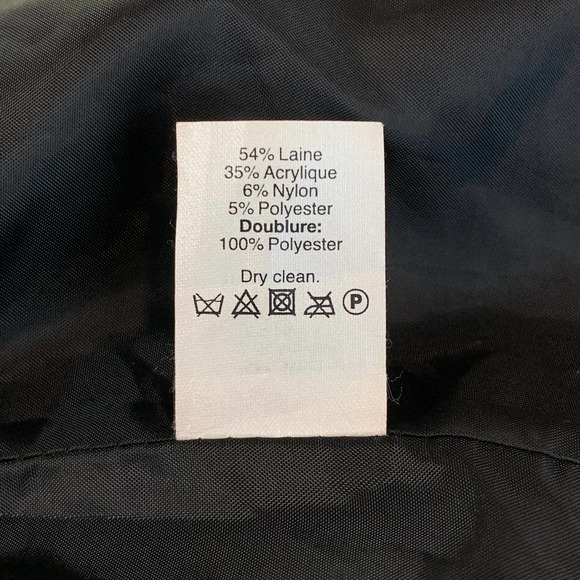 54% Laine
35% Acrylique
6% Nylon
5% Polyester
Doublure:
100% Polyester
Dry clean.
P